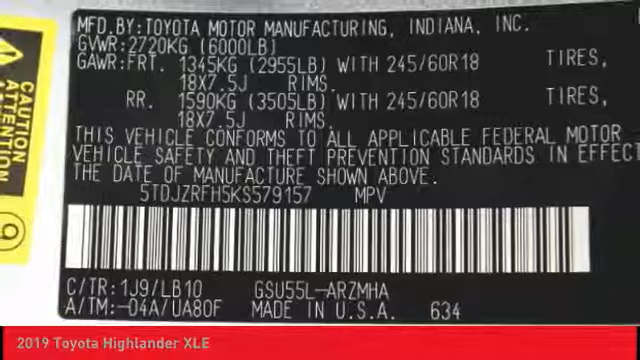 MFD.BY:TOYOTA MOTOR MANUFACTURING, INDIANA, INC.
GVWR:2720KG (6000LB)
GAWR:FRT. 1345KG (2955LB) WITH 245/60R18 TIRES,
18X7.5J RIMS.
RR. 1590KG (3505LB) WITH 245/60R18 TIRES,
18X7.5J RIMS.
THIS VEHICLE CONFORMS TO ALL APPLICABLE FEDERAL MOTOR
VEHICLE SAFETY AND THEFT PREVENTION STANDARDS IN EFFECT
THE DATE OF MANUFACTURE SHOWN ABOVE.
5TDJZRFH5KS579157 MPV
C/TR:1J9/LB10 GSU55L-ARZMHA
A/TM:-04A/UA80F MADE IN U.S.A. 634
CAUTION
ATTENTION
2019 Toyota Highlander XLE